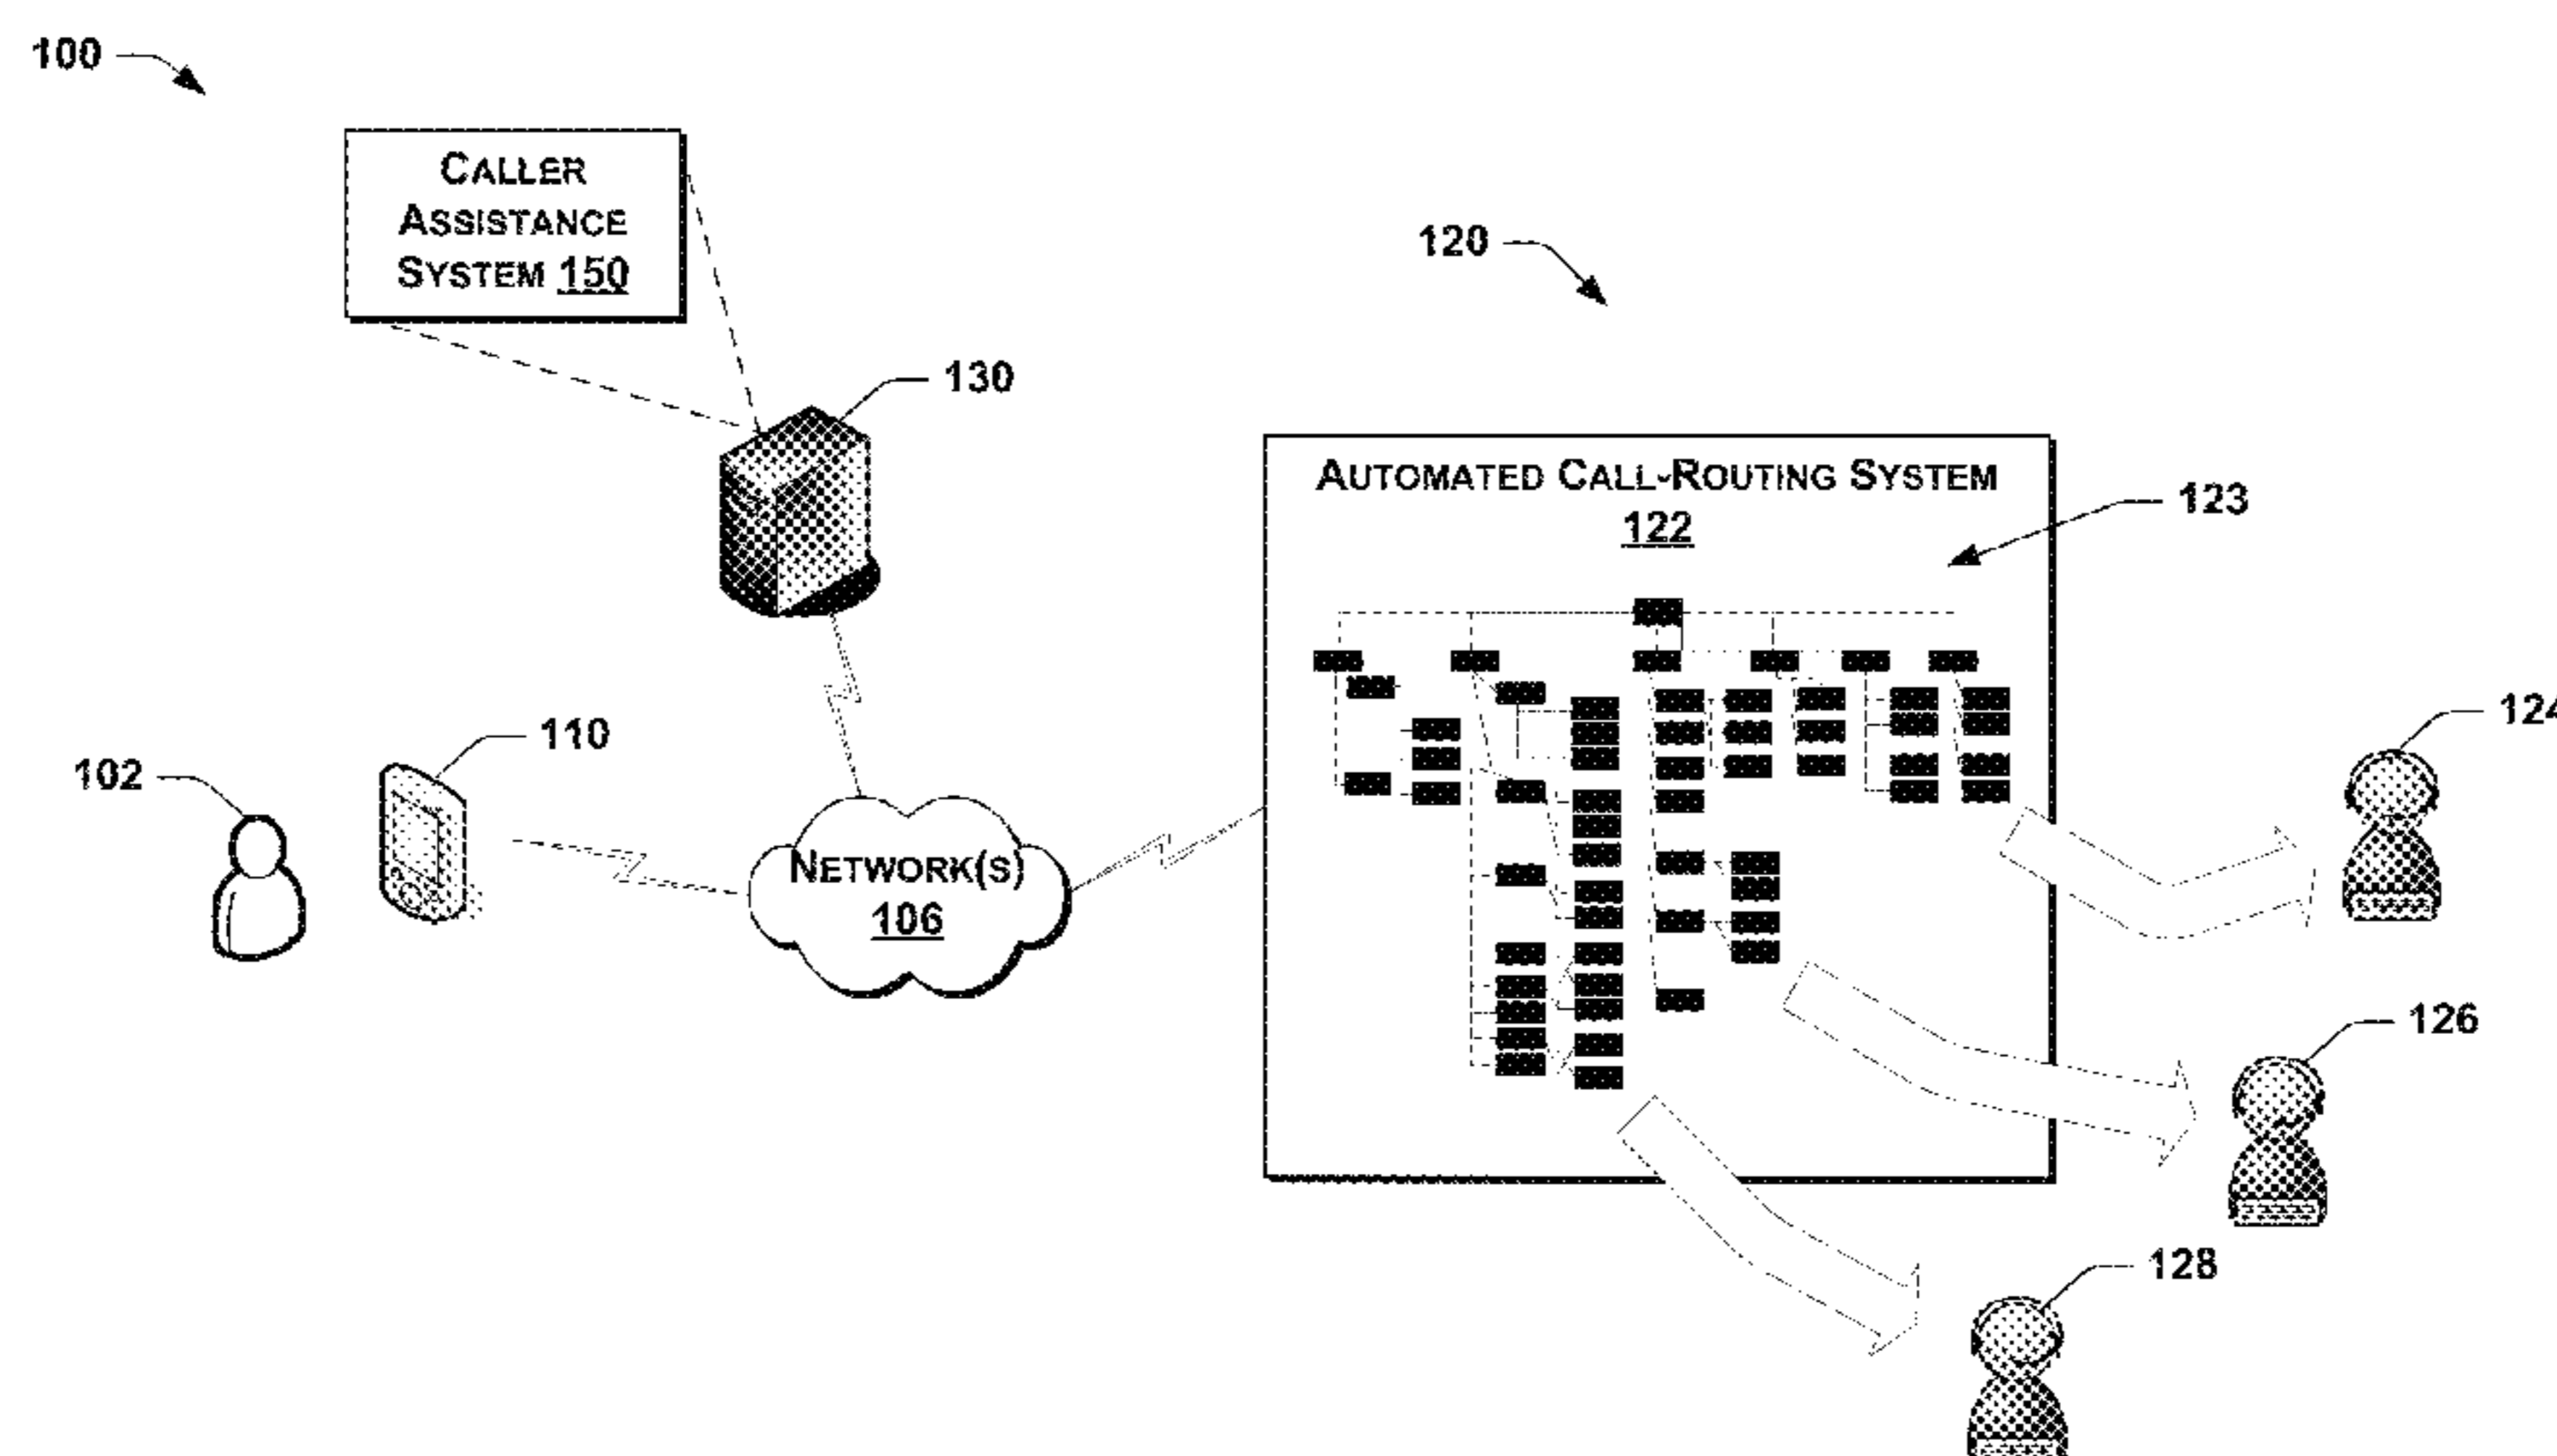 100
CALLER
ASSISTANCE
SYSTEM 150
120
130
AUTOMATED CALL-ROUTING SYSTEM
122
123
110
102
124
NETWORK(S)
106
126
128